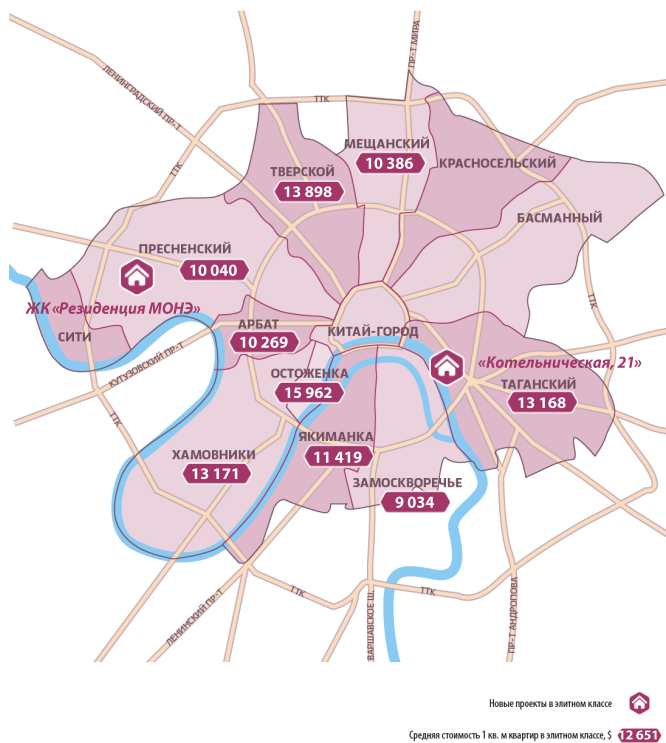 ПР-Т МИРА
ЛЕНИНГРАДСКИЙ ПР-Т
ТТК
МЕЩАНСКИЙ
10 386
КРАСНОСЕЛЬСКИЙ
ТТК
ТВЕРСКОЙ
13 898
БАСМАННЫЙ
ПРЕСНЕНСКИЙ
10 040
ТТК
ЖК «Резиденция МОНЭ»
СИТИ
АРБАТ
10 269
КИТАЙ-ГОРОД
КУТУЗОВСКИЙ ПР-Т
«Котельническая, 21»
ОСТОЖЕНКА
15 962
ТАГАНСКИЙ
13 168
ТТК
ЯКИМАНКА
11 419
ХАМОВНИКИ
13 171
ЗАМОСКВОРЕЧЬЕ
9 034
ТТК
ТТК
ЛЕНИНСКИЙ ПР-Т
ВАРШАВСКОЕ Ш.
ПР-Т АНДРОПОВА
Новые проекты в элитном классе
Средняя стоимость 1 кв. м квартир в элитном классе, $ 12 651